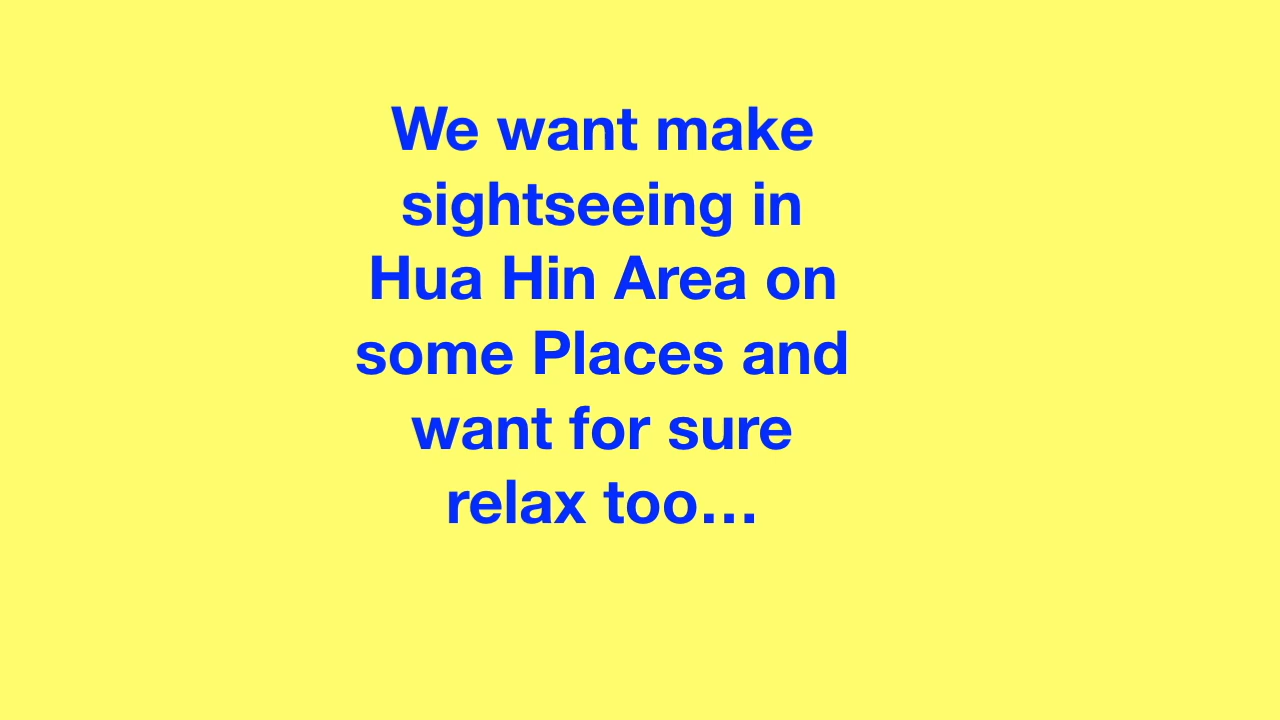 We want make
sightseeing in
Hua Hin Area on
some Places and
want for sure
relax too…